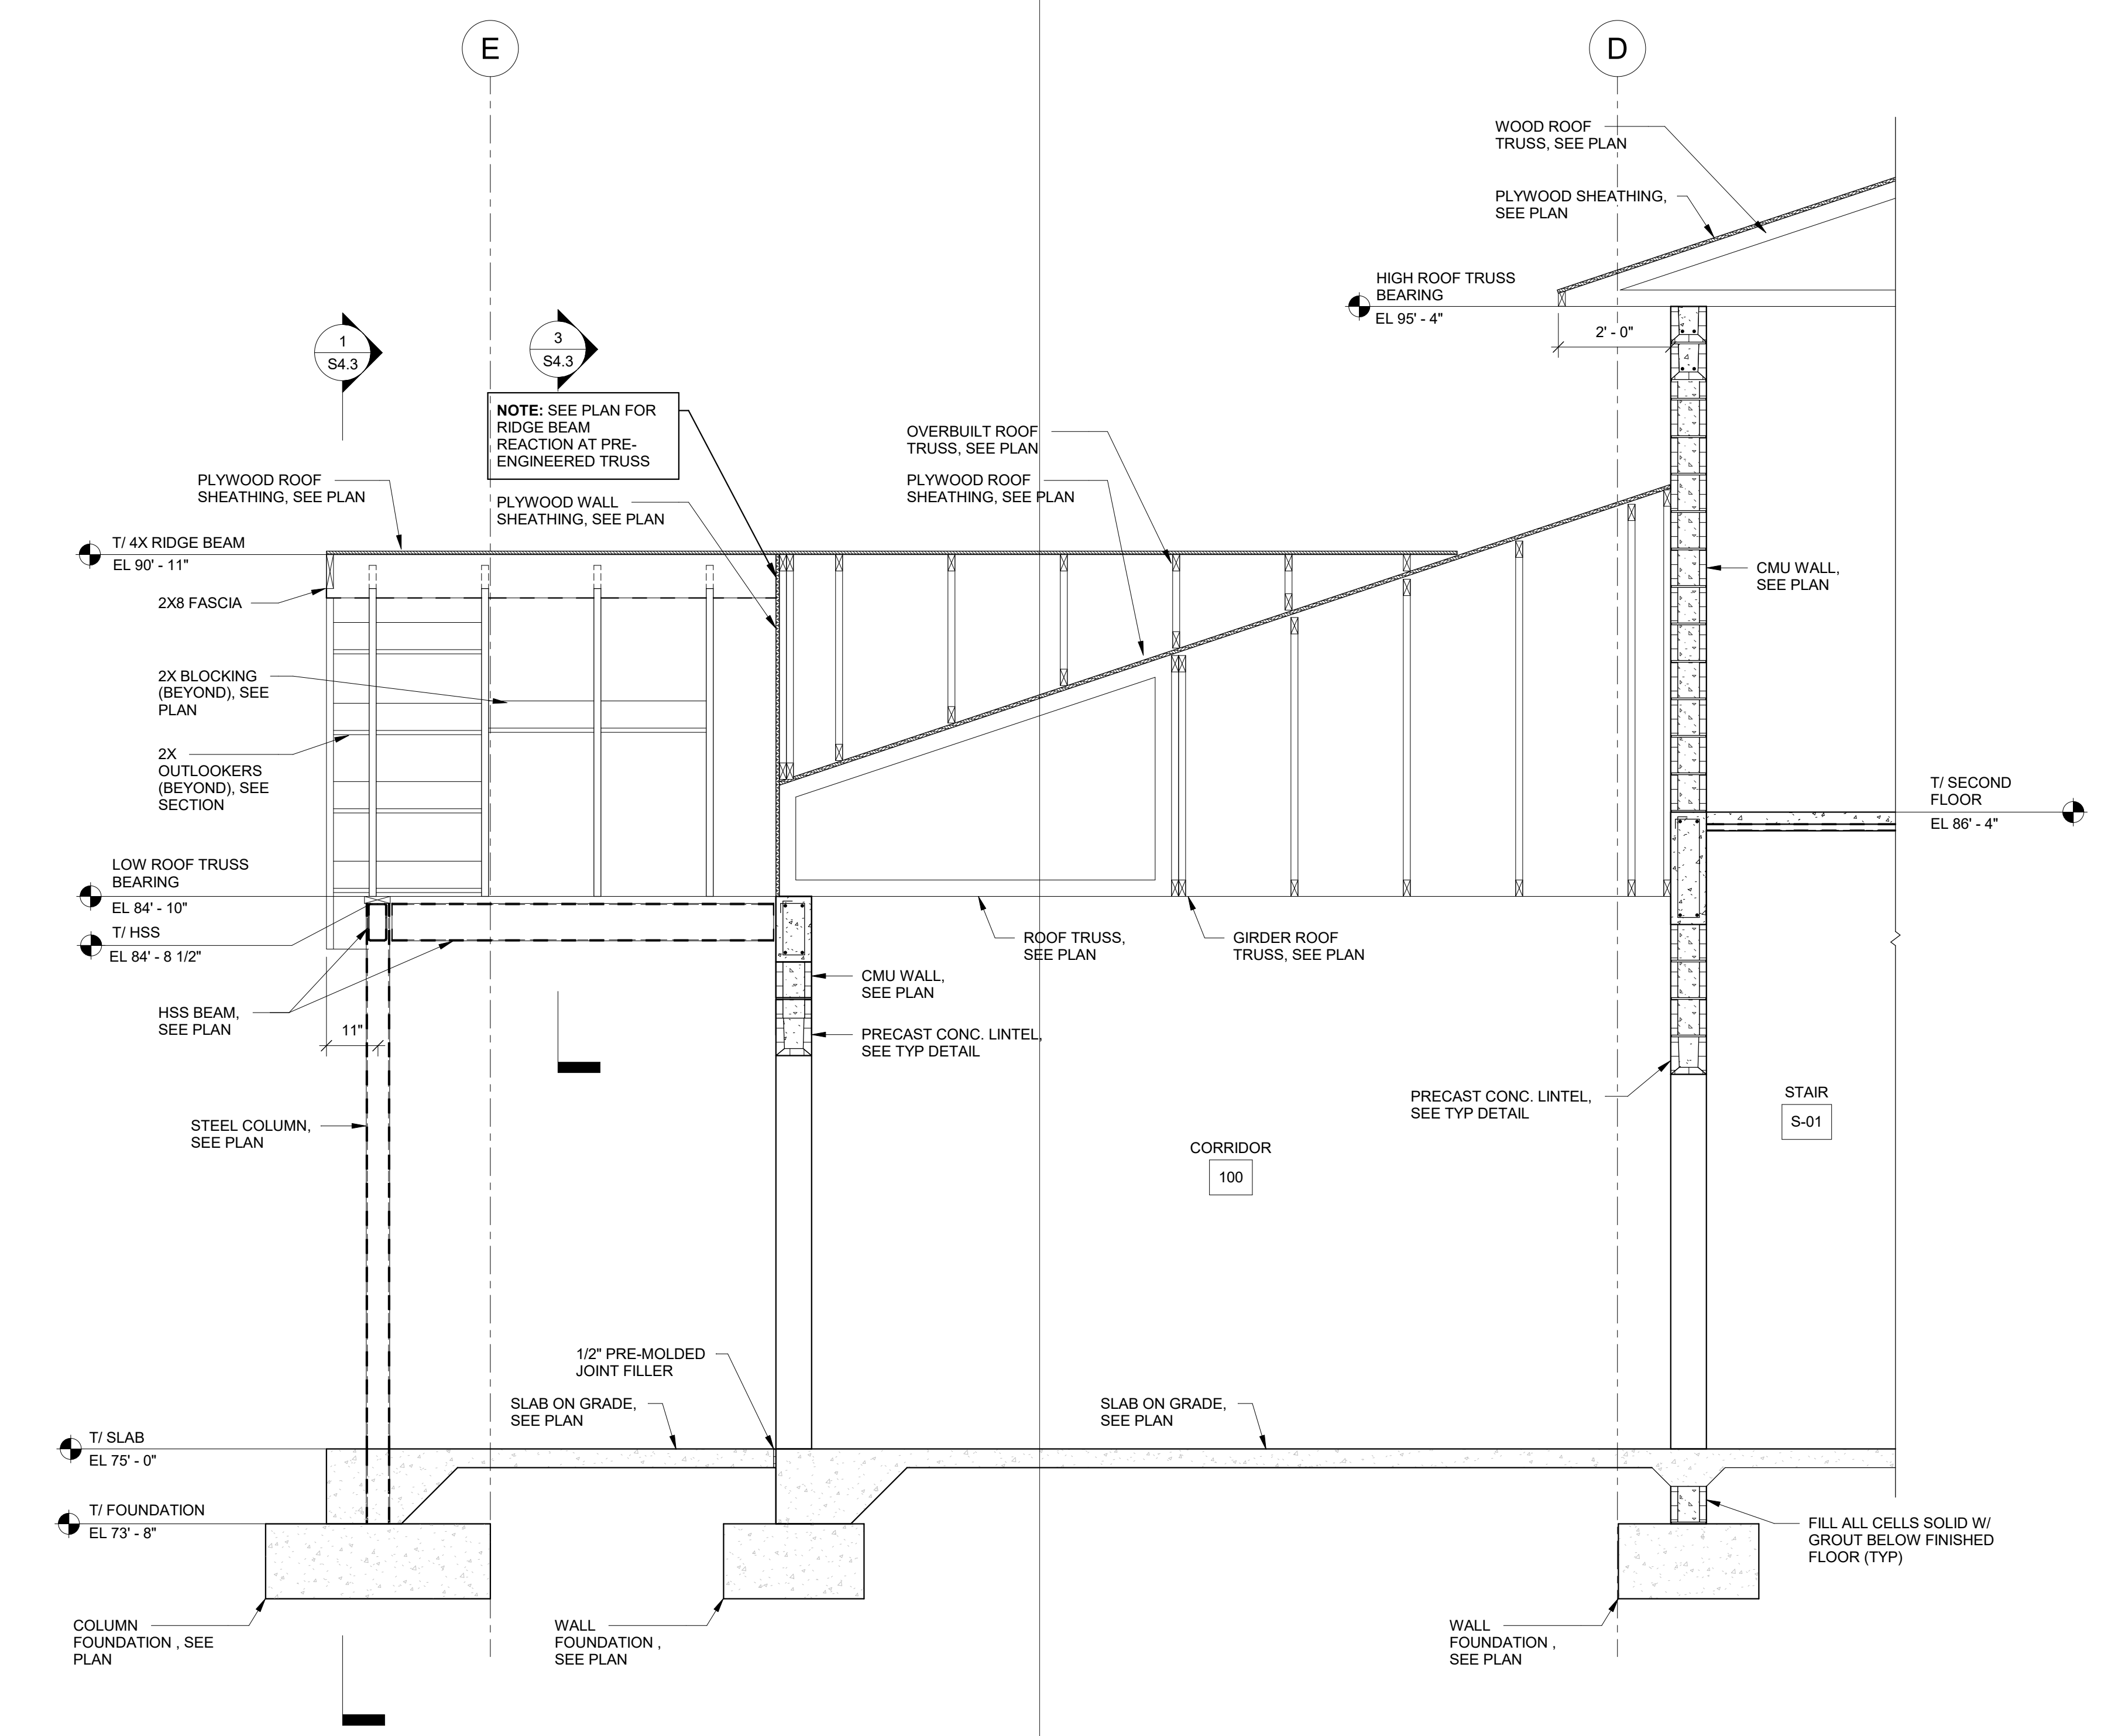 E
D
WOOD ROOF
TRUSS, SEE PLAN
PLYWOOD SHEATHING,
SEE PLAN
HIGH ROOF TRUSS
BEARING
EL 95' - 4"
2' - 0"
1
S4.3
3
S4.3
NOTE: SEE PLAN FOR
RIDGE BEAM
REACTION AT PRE-
ENGINEERED TRUSS
OVERBUILT ROOF
TRUSS, SEE PLAN
PLYWOOD ROOF
SHEATHING, SEE PLAN
PLYWOOD ROOF
SHEATHING, SEE PLAN
PLYWOOD WALL
SHEATHING, SEE PLAN
T/ 4X RIDGE BEAM
EL 90' - 11"
CMU WALL,
SEE PLAN
2X8 FASCIA
2X BLOCKING
(BEYOND), SEE
PLAN
2X
OUTLOOKERS
(BEYOND), SEE
SECTION
T/ SECOND
FLOOR
EL 86' - 4"
LOW ROOF TRUSS
BEARING
EL 84' - 10"
T/ HSS
EL 84' - 8 1/2"
ROOF TRUSS,
SEE PLAN
GIRDER ROOF
TRUSS, SEE PLAN
CMU WALL,
SEE PLAN
HSS BEAM,
SEE PLAN
11"
PRECAST CONC. LINTEL,
SEE TYP DETAIL
PRECAST CONC. LINTEL,
SEE TYP DETAIL
STAIR
S-01
STEEL COLUMN,
SEE PLAN
CORRIDOR
100
1/2" PRE-MOLDED
JOINT FILLER
SLAB ON GRADE,
SEE PLAN
SLAB ON GRADE,
SEE PLAN
T/ SLAB
EL 75' - 0"
T/ FOUNDATION
EL 73' - 8"
FILL ALL CELLS SOLID W/
GROUT BELOW FINISHED
FLOOR (TYP)
COLUMN
FOUNDATION , SEE
PLAN
WALL
FOUNDATION ,
SEE PLAN
WALL
FOUNDATION ,
SEE PLAN